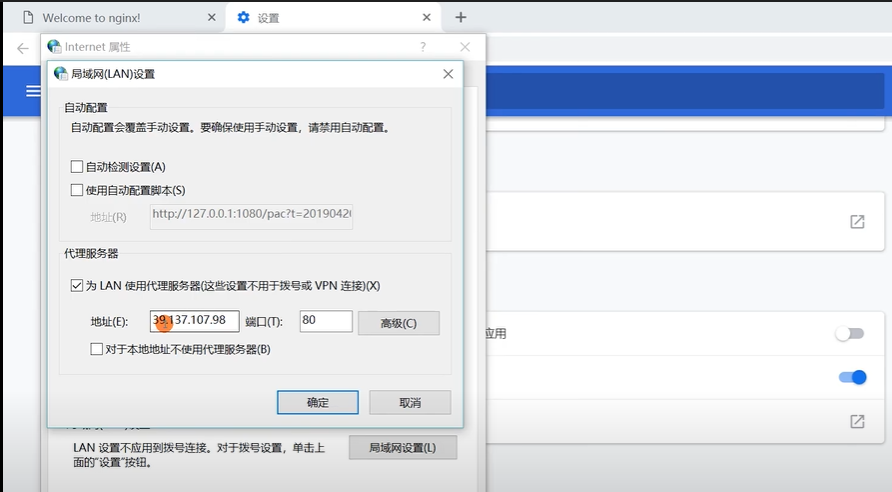 Welcome to nginx!
设置
Internet 属性
局域网(LAN)设置
自动配置
自动配置会覆盖手动设置。要确保使用手动设置，请禁用自动配置。
自动检测设置(A)
使用自动配置脚本(S)
地址(R)
http://127.0.0.1:1080/pac?t=2019042
代理服务器
为 LAN 使用代理服务器(这些设置不用于拨号或 VPN 连接)(X)
地址(E):
39.137.107.98
端口(T):
80
高级(C)
应用
对于本地地址不使用代理服务器(B)
确定
取消
LAN 设置不应用到拨号连接。对于拨号设置，单击上
面的“设置”按钮。
局域网设置(L)